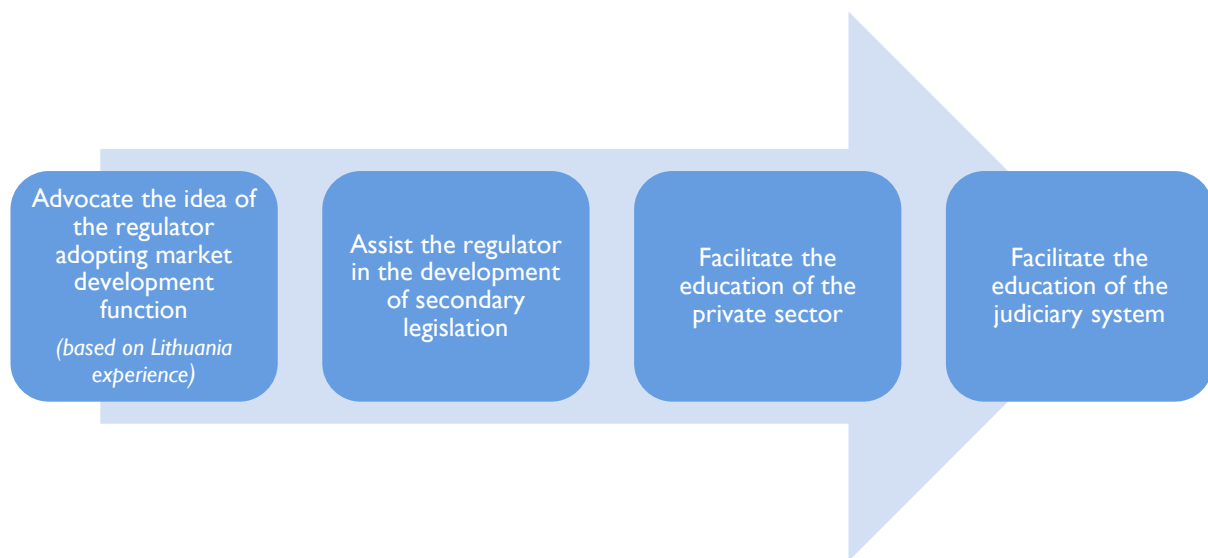 Advocate the idea of
the regulator
adopting market
development
function
(based on Lithuania
experience)
Assist the regulator
in the development
of secondary
legislation
Facilitate the
education of the
private sector
Facilitate the
education of the
judiciary system